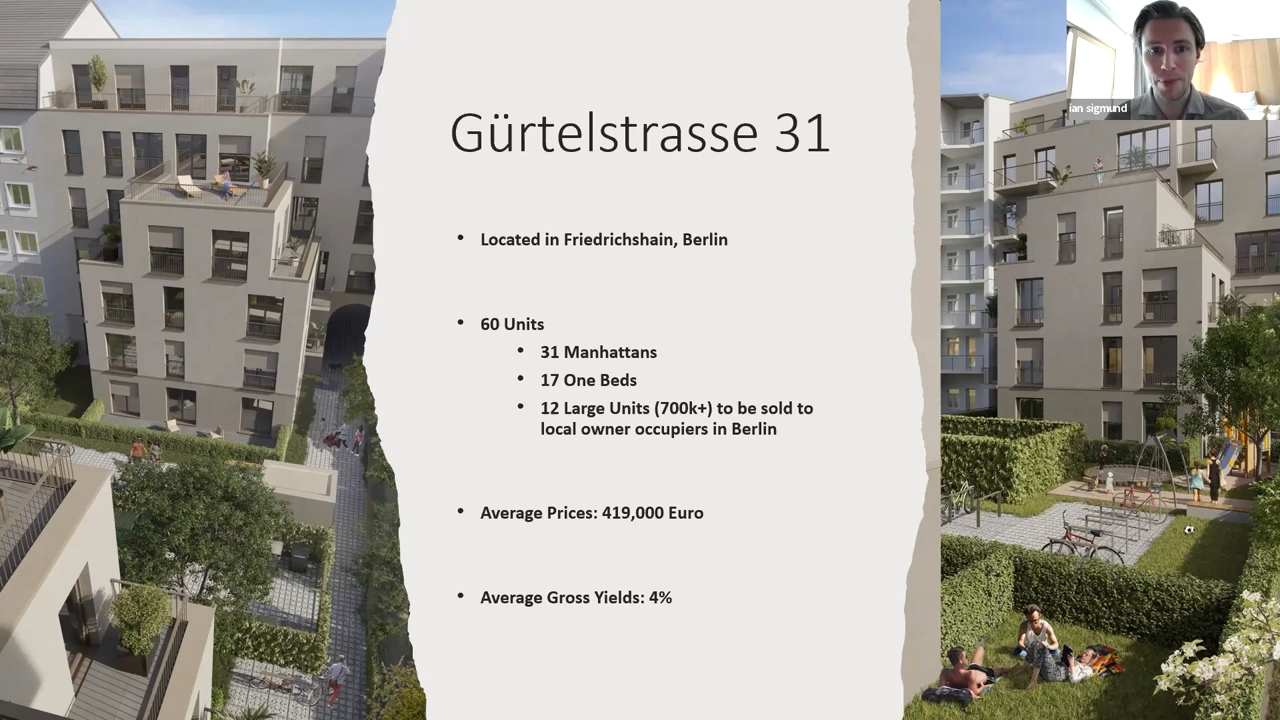 ian sigmund
Gürtelstrasse 31
• Located in Friedrichshain, Berlin
• 60 Units
• 31 Manhattans
• 17 One Beds
• 12 Large Units (700k+) to be sold to
local owner occupiers in Berlin
• Average Prices: 419,000 Euro
• Average Gross Yields: 4%